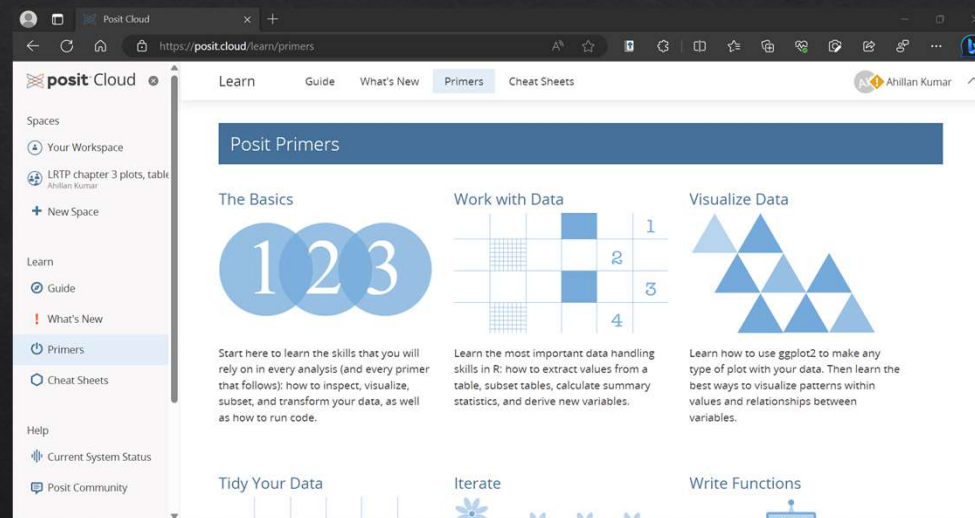 Posit Cloud
https://posit.cloud/learn/primers
posit Cloud
Learn
Guide
What's New
Primers
Cheat Sheets
Ahillan Kumar
Spaces
Your Workspace
LRTP chapter 3 plots, table
Ahillan Kumar
New Space
Learn
Guide
What's New
Primers
Cheat Sheets
Help
Current System Status
Posit Community
Posit Primers
The Basics
1 2 3
Start here to learn the skills that you will
rely on in every analysis (and every primer
that follows): how to inspect, visualize,
subset, and transform your data, as well
as how to run code.
Work with Data
1
2
3
4
Learn the most important data handling
skills in R: how to extract values from a
table, subset tables, calculate summary
statistics, and derive new variables.
Visualize Data
Learn how to use ggplot2 to make any
type of plot with your data. Then learn the
best ways to visualize patterns within
values and relationships between
variables.
Tidy Your Data
Iterate
Write Functions